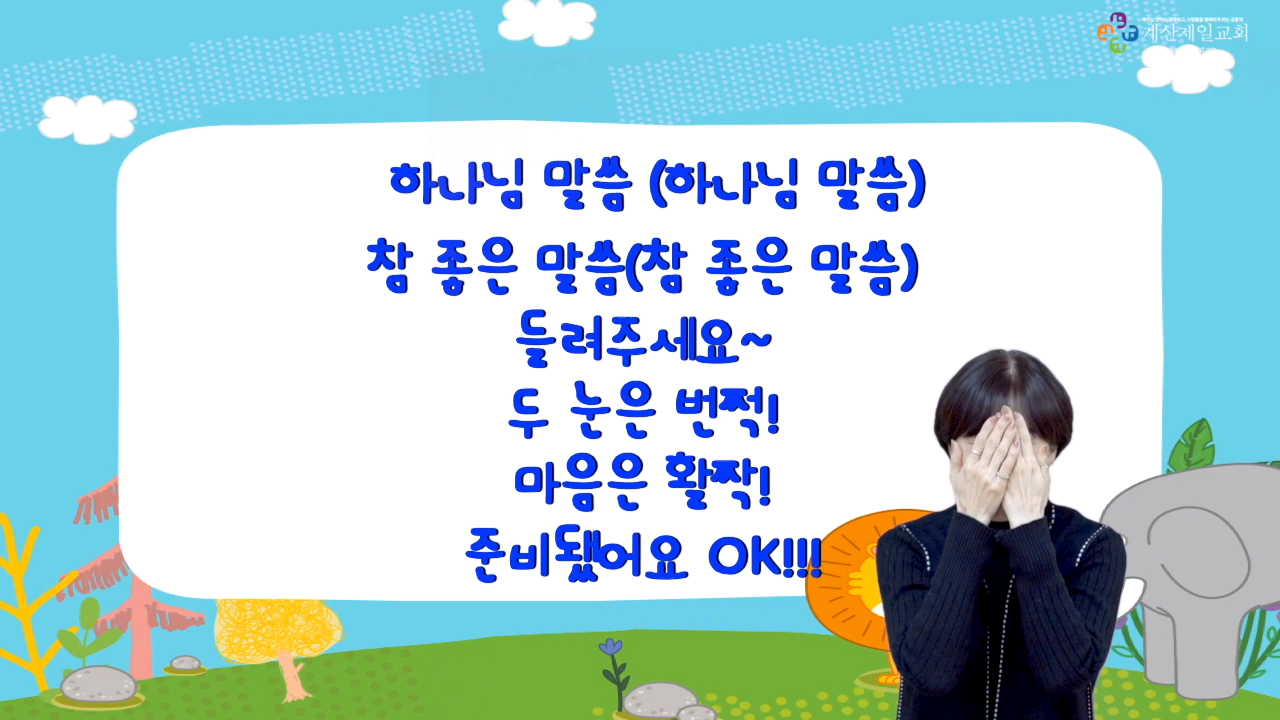 계산제일교회
하나님 말씀 (하나님 말씀)
참 좋은 말씀(참 좋은 말씀)
들려주세요~
두 눈은 번쩍!
마음은 활짝!
준비됐어요 OK!!!